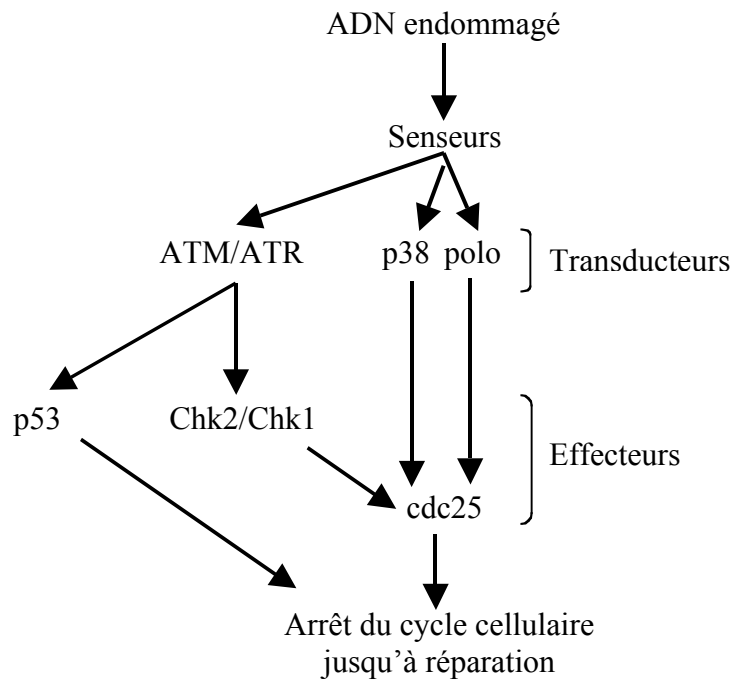 ADN endommagé
Senseurs
ATM/ATR
p38 polo
Transducteurs
p53
Chk2/Chk1
Effecteurs
cdc25
Arrêt du cycle cellulaire
jusqu’à réparation